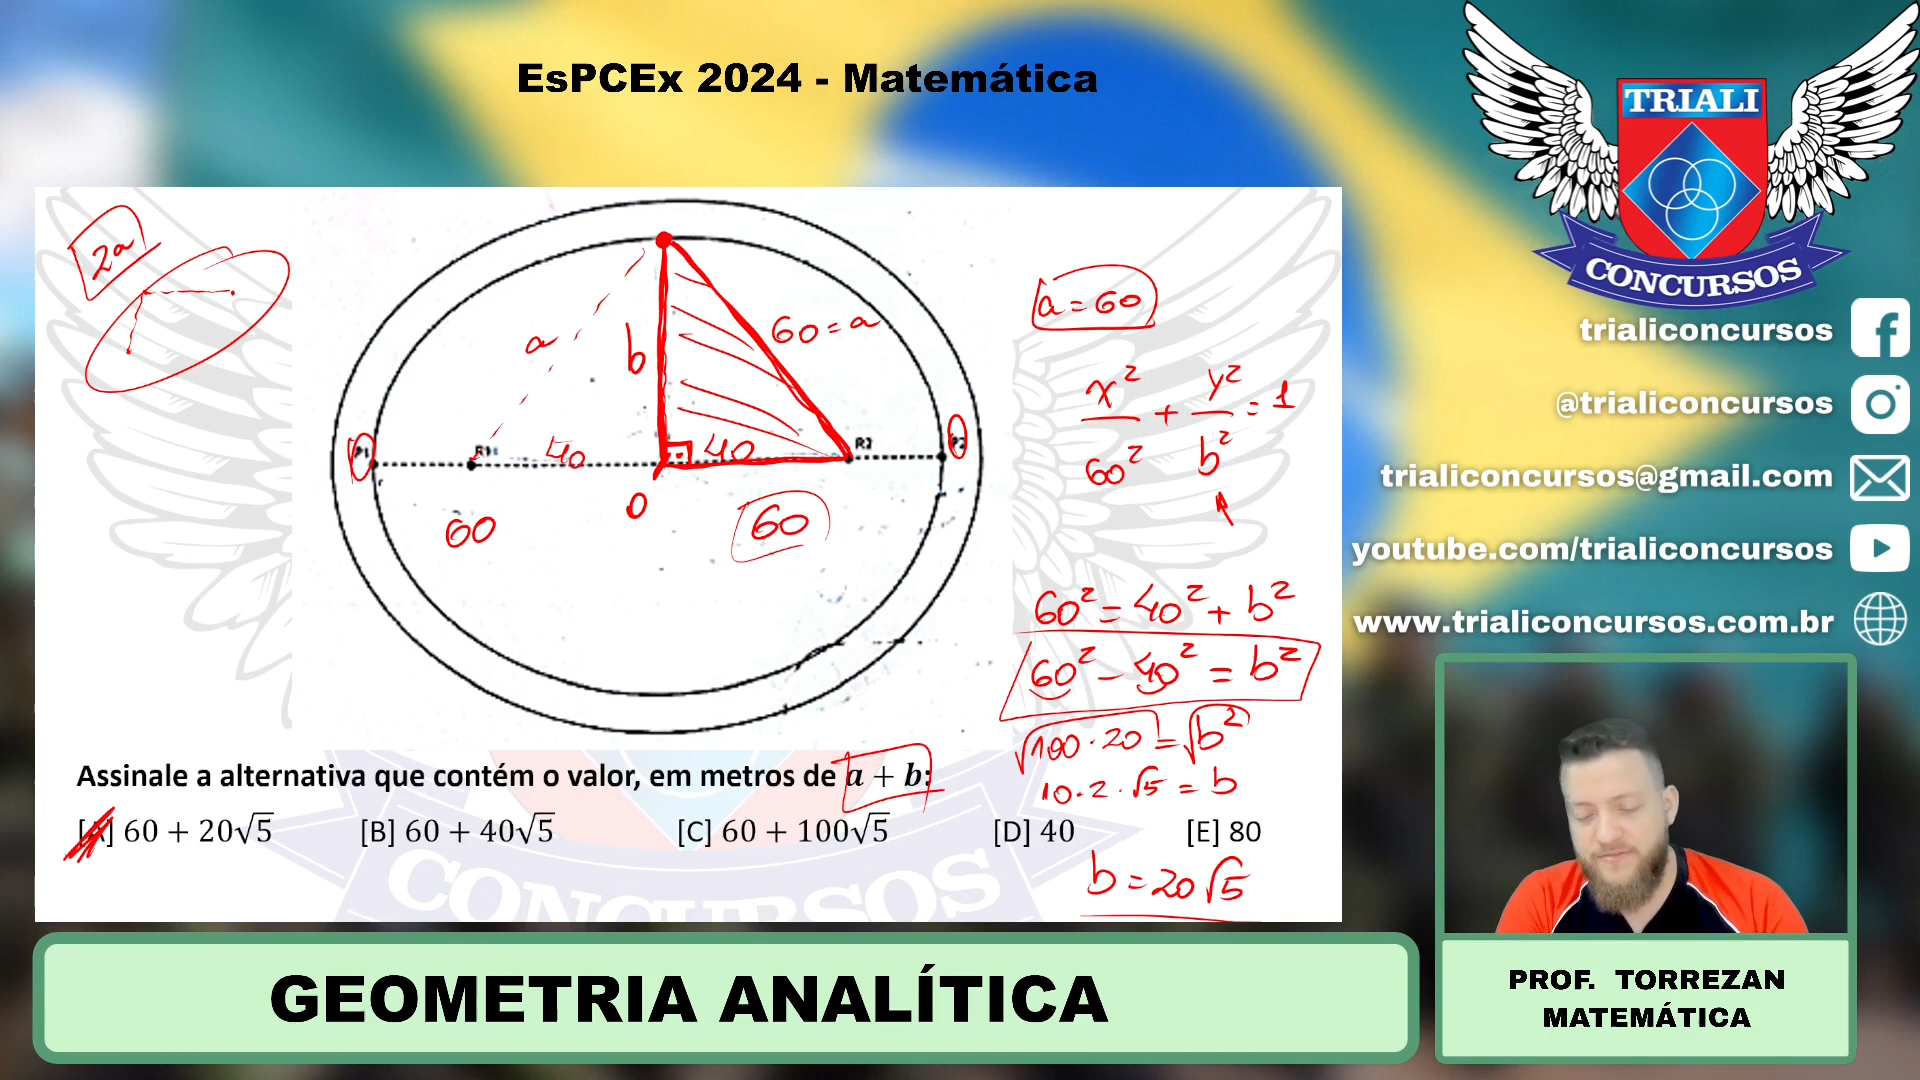 EsPCEx 2024 - Matemática
TRIALI
CONCURSOS
trialiconcursos
@trialiconcursos
trialiconcursos@gmail.com
youtube.com/trialiconcursos
www.trialiconcursos.com.br
2a
a
b
60 = a
P1
R1
40
40
R2
P2
60
O
60
a = 60
x² / 60² + y² / b² = 1
60² = 40² + b²
60² - 40² = b²
√100 · 20 = √b²
10 · 2 · √5 = b
b = 20√5
Assinale a alternativa que contém o valor, em metros de a + b:
[A] 60 + 20√5 [B] 60 + 40√5 [C] 60 + 100√5 [D] 40 [E] 80
CONCURSOS
GEOMETRIA ANALÍTICA
PROF. TORREZAN
MATEMÁTICA